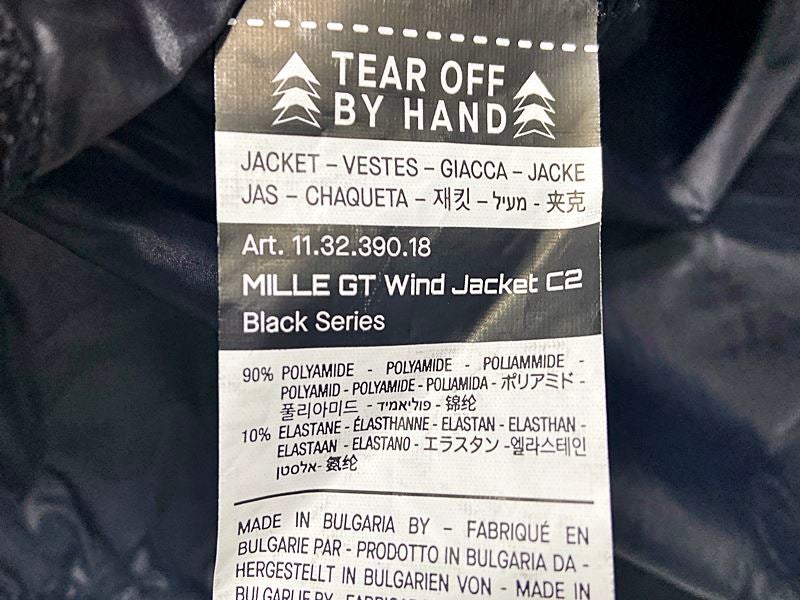 TEAR OFF
BY HAND
JACKET – VESTES – GIACCA – JACKE
JAS – CHAQUETA – 재킷 – מעיל - 夹克
Art. 11.32.390.18
MILLE GT Wind Jacket C2
Black Series
90% POLYAMIDE - POLYAMIDE - POLIAMMIDE -
POLYAMID - POLYAMIDE - POLIAMIDA - ポリアミド -
폴리아미드 - פוליאמיד - 锦纶
10% ELASTANE - ÉLASTHANNE - ELASTAN - ELASTHAN -
ELASTAAN - ELASTANO - エラスタン -엘라스테인
אלסטן- 氨纶
MADE IN BULGARIA BY – FABRIQUÉ EN
BULGARIE PAR - PRODOTTO IN BULGARIA DA -
HERGESTELLT IN BULGARIEN VON - MADE IN